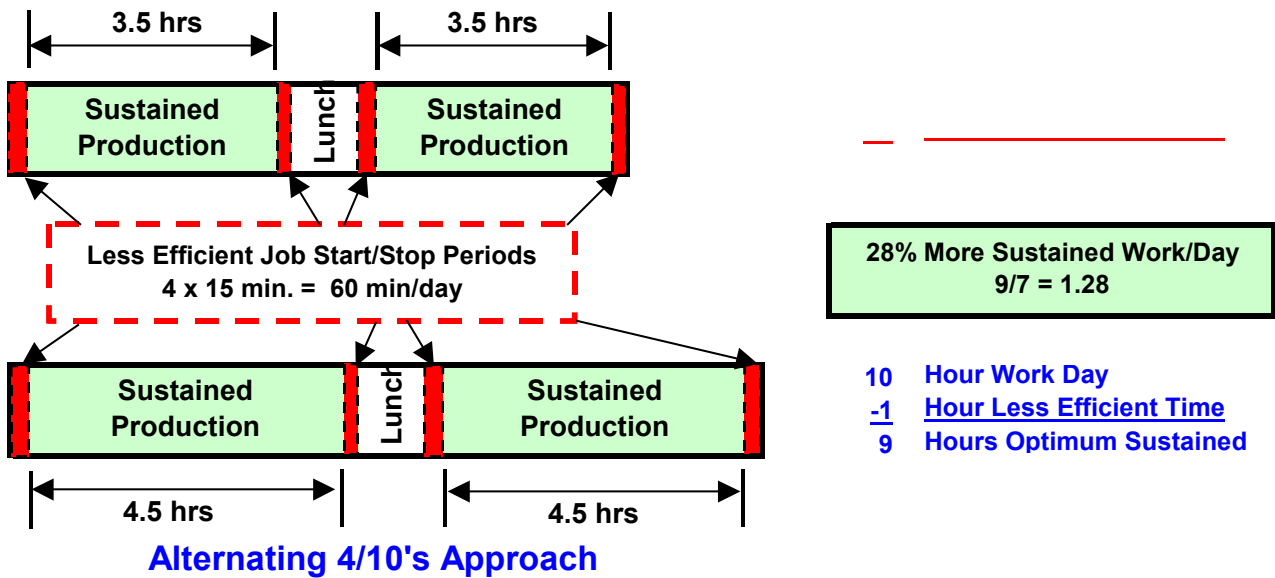 3.5 hrs
3.5 hrs
Sustained
Production
Lunch
Sustained
Production
Less Efficient Job Start/Stop Periods
4 x 15 min. = 60 min/day
28% More Sustained Work/Day
9/7 = 1.28
Sustained
Production
Lunch
Sustained
Production
10 Hour Work Day
-1 Hour Less Efficient Time
9 Hours Optimum Sustained
4.5 hrs
4.5 hrs
Alternating 4/10's Approach